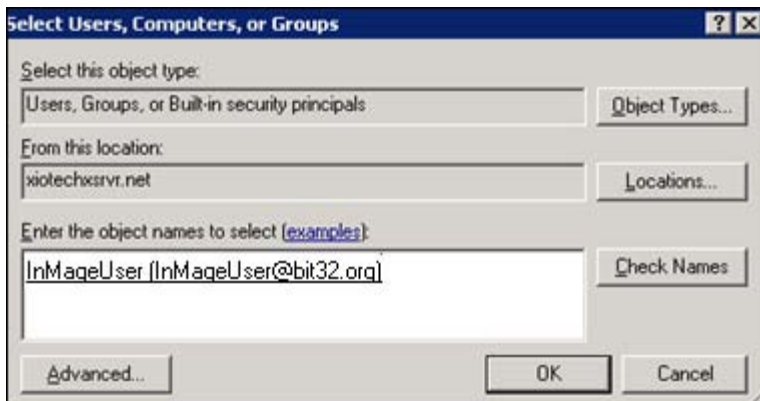 Select Users, Computers, or Groups
Select this object type:
Users, Groups, or Built-in security principals
Object Types...
From this location:
xiotechxsrvr.net
Locations...
Enter the object names to select (examples):
InMageUser (InMageUser@bit32.org)
Check Names
Advanced...
OK
Cancel